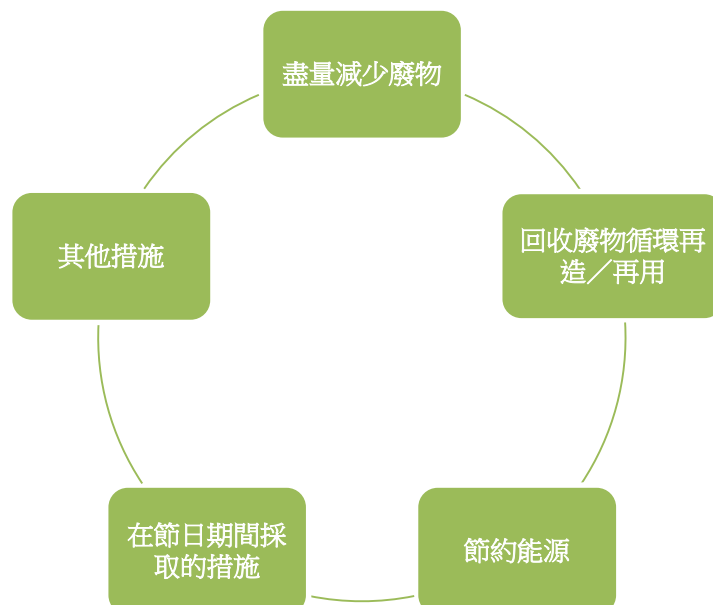 盡量減少廢物
回收廢物循環再
造／再用
節約能源
在節日期間採
取的措施
其他措施